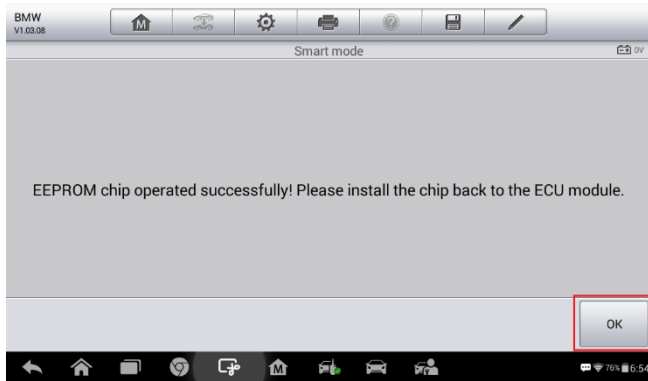 BMW
V1.03.08
M
Smart mode
0V
EEPROM chip operated successfully! Please install the chip back to the ECU module.
OK
M
76% 6:54